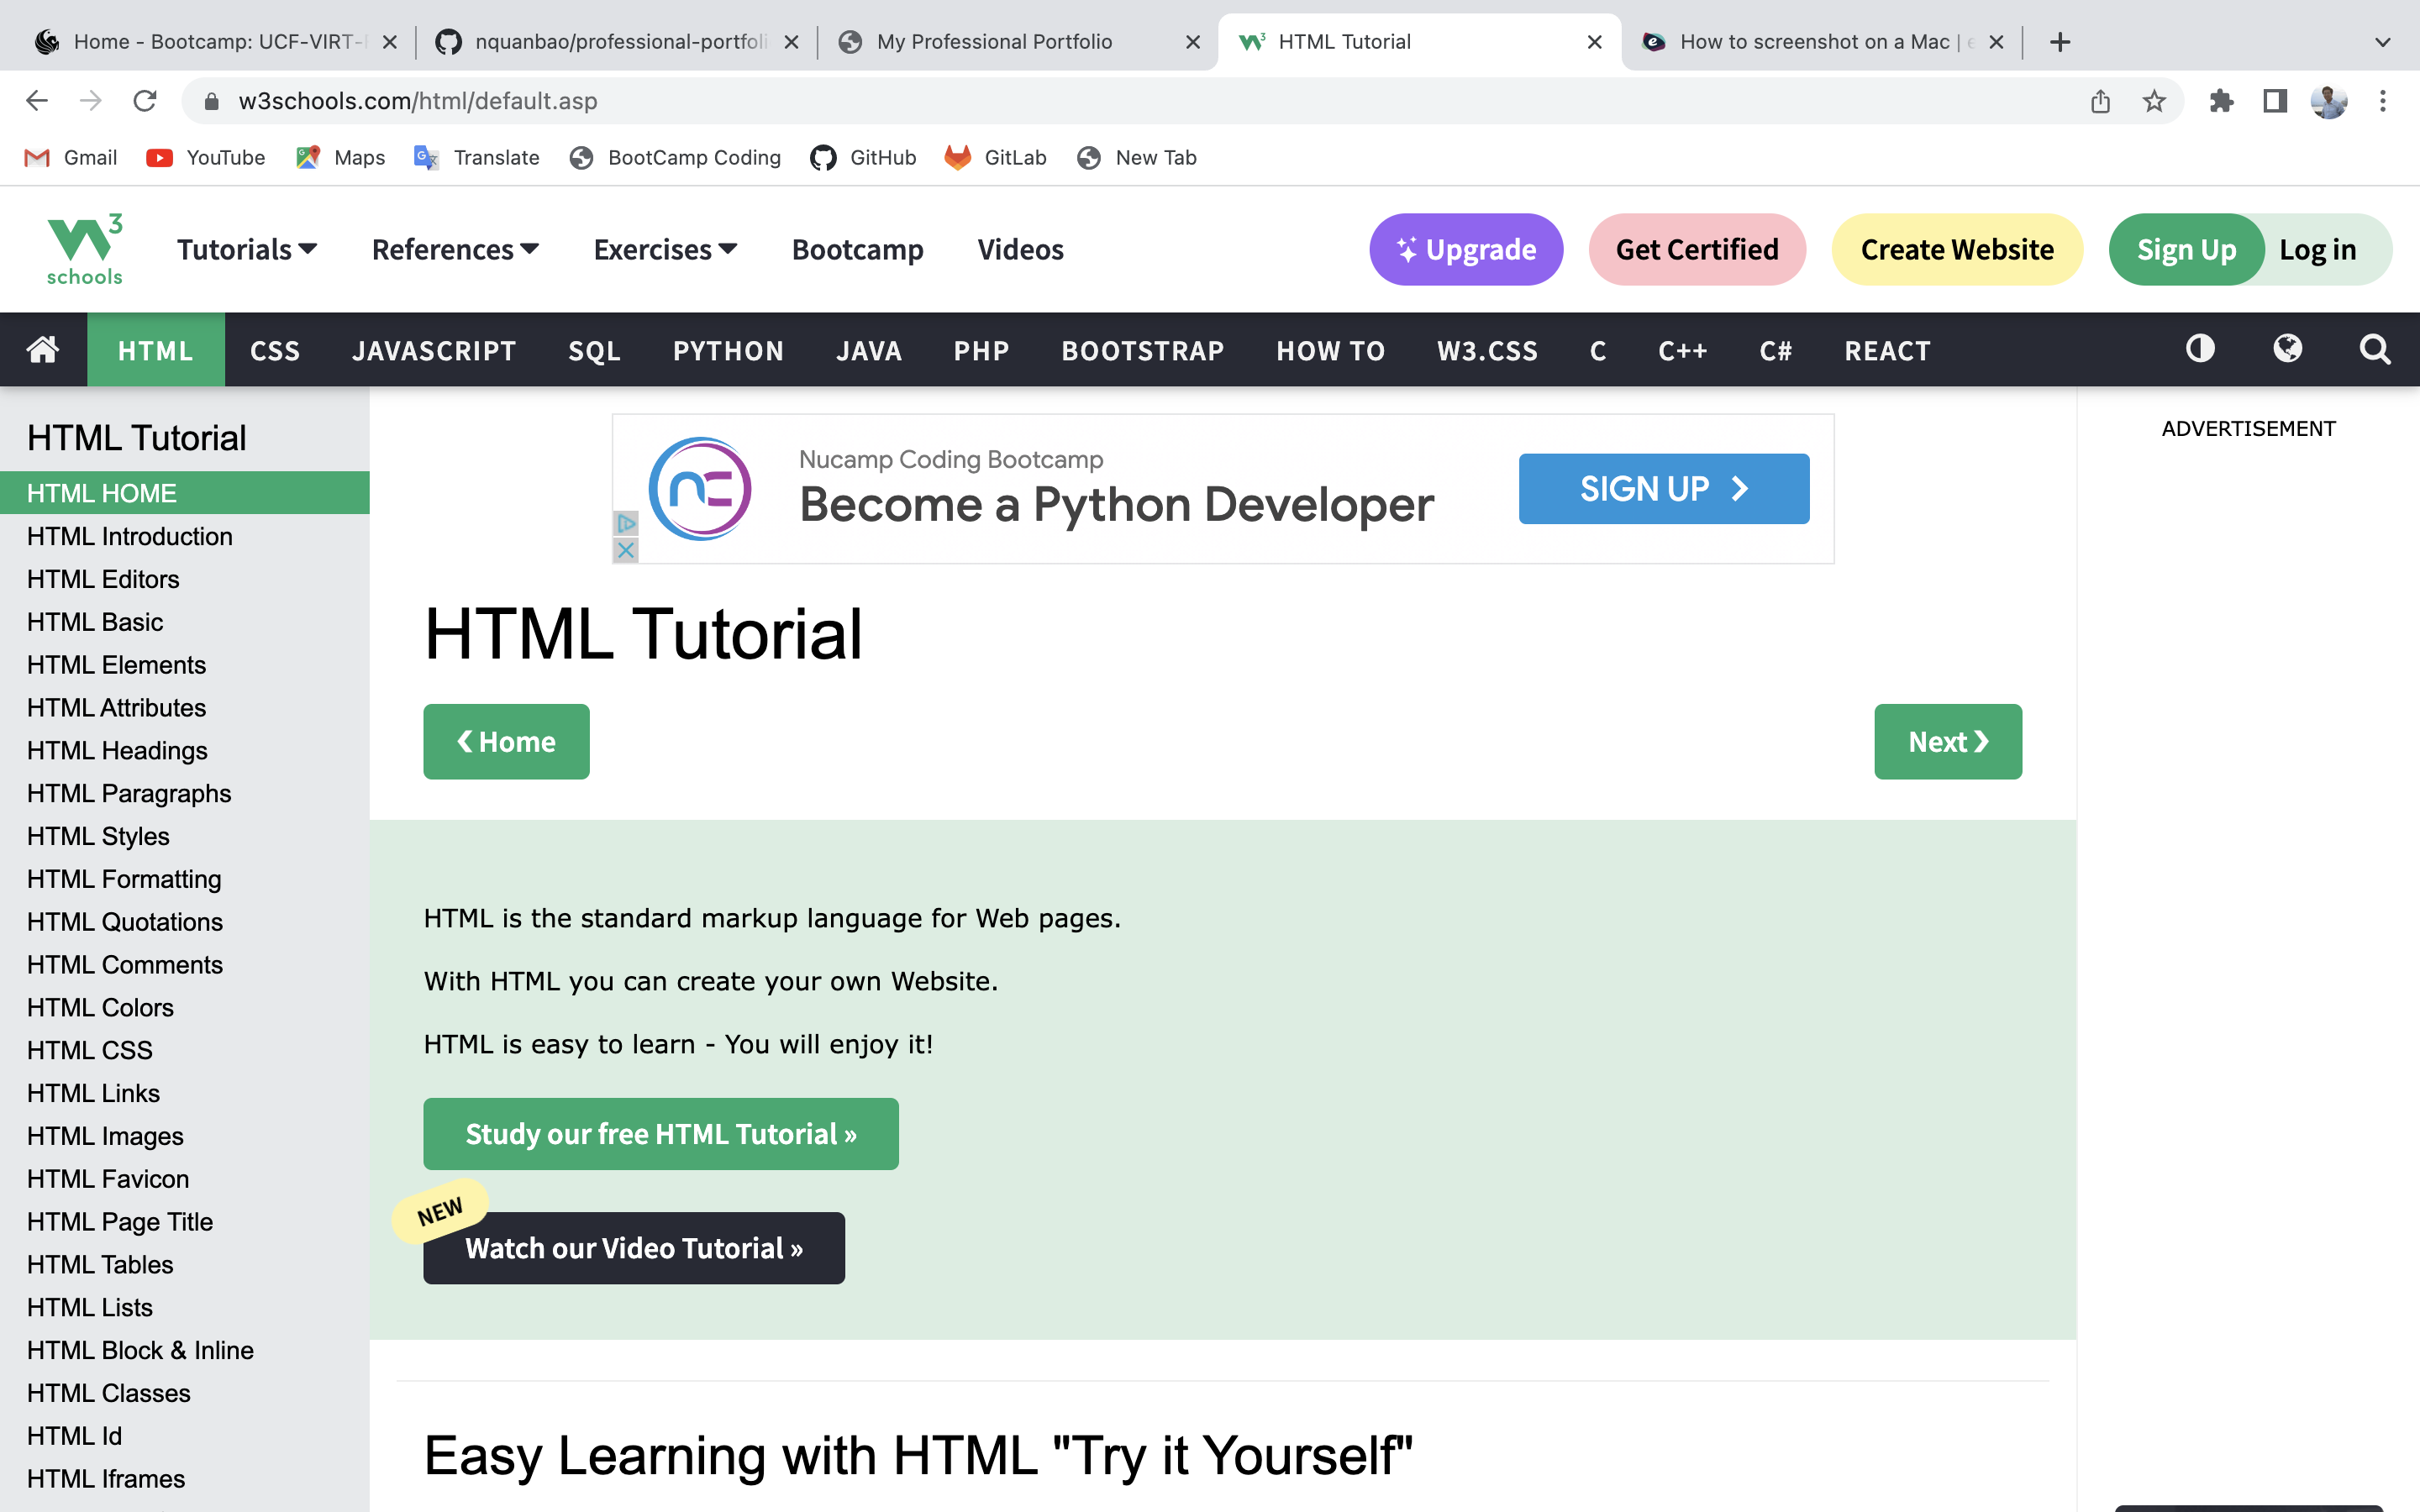 Home - Bootcamp: UCF-VIRT-
nquanbao/professional-portfoli
My Professional Portfolio
HTML Tutorial
How to screenshot on a Mac |
w3schools.com/html/default.asp
Gmail
YouTube
Maps
Translate
BootCamp Coding
GitHub
GitLab
New Tab
W3
schools
Tutorials
References
Exercises
Bootcamp
Videos
Upgrade
Get Certified
Create Website
Sign Up
Log in
HTML
CSS
JAVASCRIPT
SQL
PYTHON
JAVA
PHP
BOOTSTRAP
HOW TO
W3.CSS
C
C++
C#
REACT
HTML Tutorial
HTML HOME
HTML Introduction
HTML Editors
HTML Basic
HTML Elements
HTML Attributes
HTML Headings
HTML Paragraphs
HTML Styles
HTML Formatting
HTML Quotations
HTML Comments
HTML Colors
HTML CSS
HTML Links
HTML Images
HTML Favicon
HTML Page Title
HTML Tables
HTML Lists
HTML Block & Inline
HTML Classes
HTML Id
HTML Iframes
Nucamp Coding Bootcamp
Become a Python Developer
SIGN UP
ADVERTISEMENT
HTML Tutorial
❮ Home
Next ❯
HTML is the standard markup language for Web pages.
With HTML you can create your own Website.
HTML is easy to learn - You will enjoy it!
Study our free HTML Tutorial »
NEW
Watch our Video Tutorial »
Easy Learning with HTML "Try it Yourself"